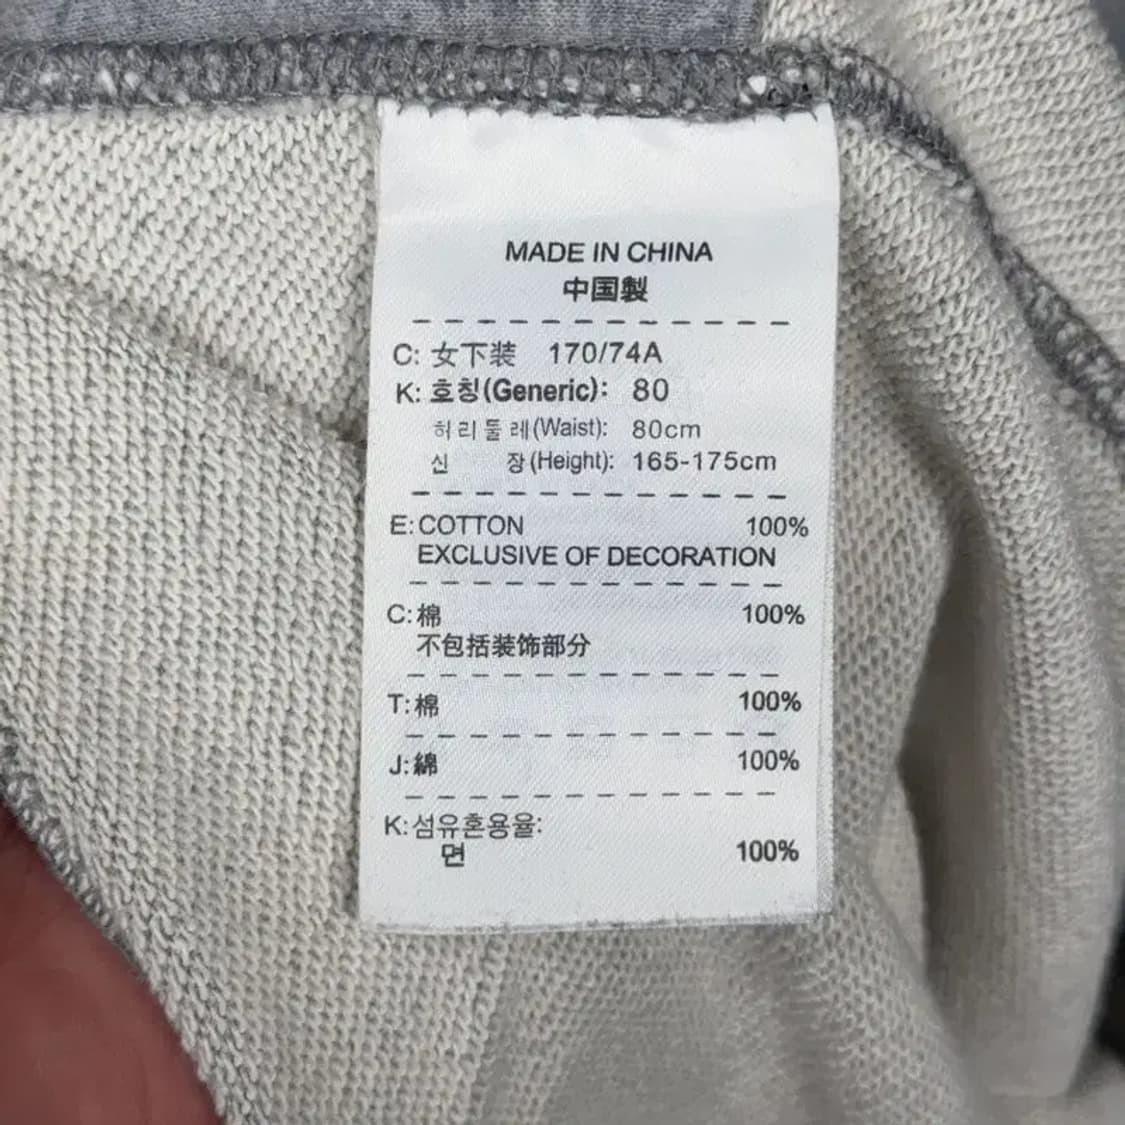 MADE IN CHINA
中国製
C: 女下装 170/74A
K: 호칭(Generic): 80
허리둘레(Waist): 80cm
신 장(Height): 165-175cm
E: COTTON 100%
EXCLUSIVE OF DECORATION
C: 棉 100%
不包括装饰部分
T: 棉 100%
J: 綿 100%
K: 섬유혼용율:
면 100%